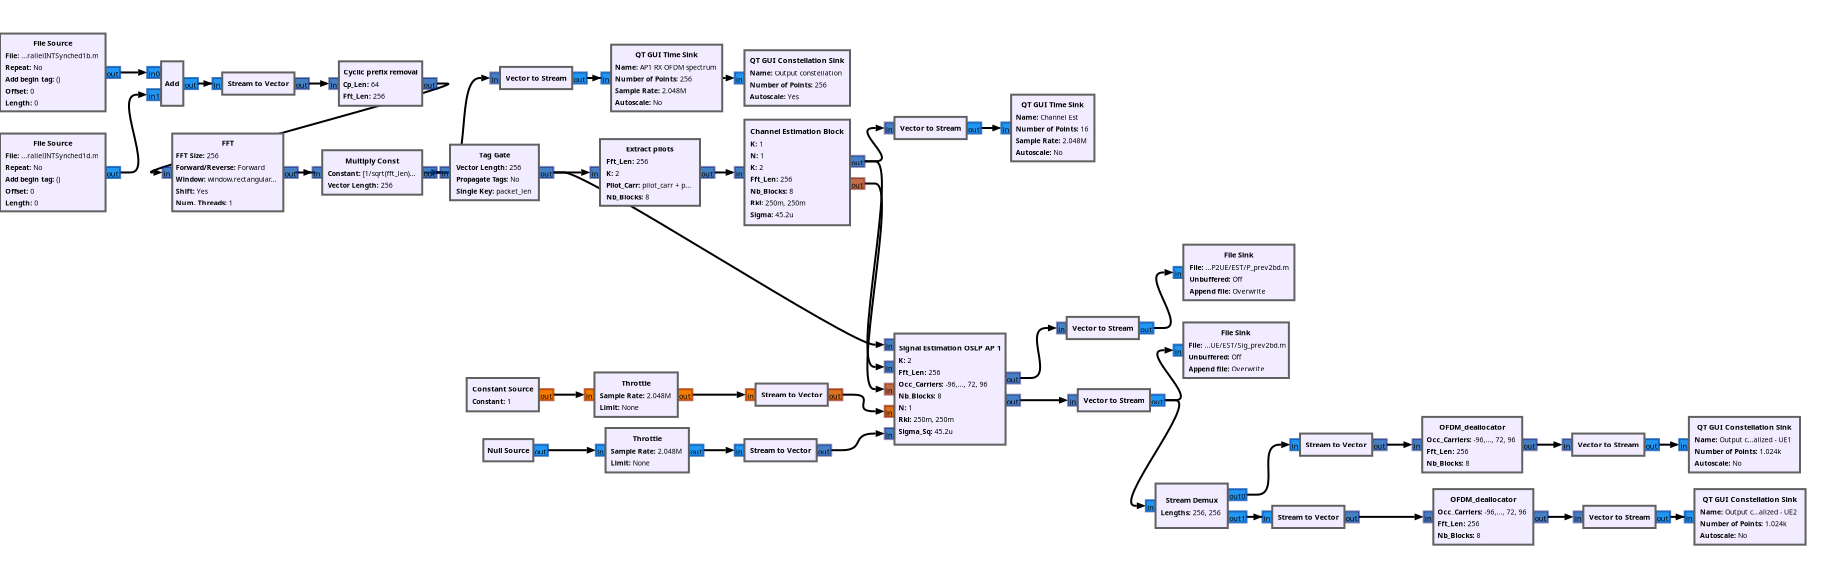 File Source
File: ...rallelINTSynched1b.m
Repeat: No
Add begin tag: ()
Offset: 0
Length: 0
out
File Source
File: ...rallelINTSynched1d.m
Repeat: No
Add begin tag: ()
Offset: 0
Length: 0
out
in0
in1
Add
out
in
Stream to Vector
out
in
Cyclic prefix removal
Cp_Len: 64
Fft_Len: 256
out
in
FFT
FFT Size: 256
Forward/Reverse: Forward
Window: window.rectangular...
Shift: Yes
Num. Threads: 1
out
in
Multiply Const
Constant: [1/sqrt(fft_len)...
Vector Length: 256
out
in
Tag Gate
Vector Length: 256
Propagate Tags: No
Single Key: packet_len
out
in
Vector to Stream
out
in
QT GUI Time Sink
Name: AP1 RX OFDM spectrum
Number of Points: 256
Sample Rate: 2.048M
Autoscale: No
in
QT GUI Constellation Sink
Name: Output constellation
Number of Points: 256
Autoscale: Yes
in
Extract pilots
Fft_Len: 256
K: 2
Pilot_Carr: pilot_carr + p...
Nb_Blocks: 8
out
in
Channel Estimation Block
K: 1
N: 1
K: 2
Fft_Len: 256
Nb_Blocks: 8
Rkl: 250m, 250m
Sigma: 45.2u
out
out
in
Vector to Stream
out
in
QT GUI Time Sink
Name: Channel Est
Number of Points: 16
Sample Rate: 2.048M
Autoscale: No
Constant Source
Constant: 1
out
in
Throttle
Sample Rate: 2.048M
Limit: None
out
in
Stream to Vector
out
Null Source
out
in
Throttle
Sample Rate: 2.048M
Limit: None
out
in
Stream to Vector
out
in
in
in
in
in
Signal Estimation OSLP AP 1
K: 2
Fft_Len: 256
Occ_Carriers: -96,..., 72, 96
Nb_Blocks: 8
N: 1
Rkl: 250m, 250m
Sigma_Sq: 45.2u
out
out
in
Vector to Stream
out
in
File Sink
File: ...P2UE/EST/P_prev2bd.m
Unbuffered: Off
Append file: Overwrite
in
Vector to Stream
out
in
File Sink
File: ...UE/EST/Sig_prev2bd.m
Unbuffered: Off
Append file: Overwrite
in
Stream Demux
Lengths: 256, 256
out0
out1
in
Stream to Vector
out
in
OFDM_deallocator
Occ_Carriers: -96,..., 72, 96
Fft_Len: 256
Nb_Blocks: 8
out
in
Vector to Stream
out
in
QT GUI Constellation Sink
Name: Output c...alized - UE1
Number of Points: 1.024k
Autoscale: No
in
Stream to Vector
out
in
OFDM_deallocator
Occ_Carriers: -96,..., 72, 96
Fft_Len: 256
Nb_Blocks: 8
out
in
Vector to Stream
out
in
QT GUI Constellation Sink
Name: Output c...alized - UE2
Number of Points: 1.024k
Autoscale: No